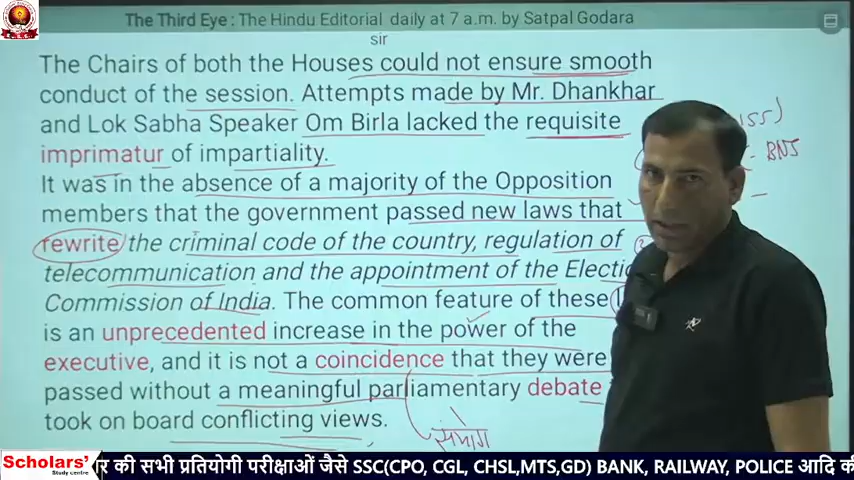 The Third Eye : The Hindu Editorial daily at 7 a.m. by Satpal Godara
sir
The Chairs of both the Houses could not ensure smooth
conduct of the session. Attempts made by Mr. Dhankhar
and Lok Sabha Speaker Om Birla lacked the requisite
imprimatur of impartiality.
BNS
It was in the absence of a majority of the Opposition
members that the government passed new laws that
rewrite the criminal code of the country, regulation of
telecommunication and the appointment of the Electi
Commission of India. The common feature of these
is an unprecedented increase in the power of the
executive, and it is not a coincidence that they were
passed without a meaningful parliamentary debate
took on board conflicting views.
संयोग
Scholars'
Study centre
र की सभी प्रतियोगी परीक्षाओं जैसे SSC(CPO, CGL, CHSL,MTS,GD) BANK, RAILWAY, POLICE आदि की